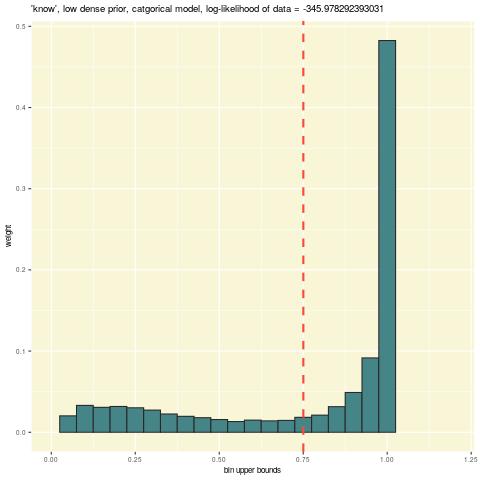 'know', low dense prior, catgorical model, log-likelihood of data = -345.978292393031
0.5
0.4
0.3
0.2
0.1
0.0
weight
0.00 0.25 0.50 0.75 1.00 1.25
bin upper bounds